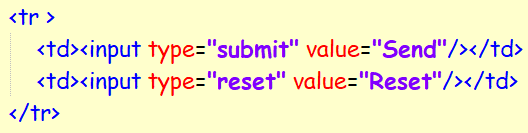 <tr >
<td><input type="submit" value="Send"/></td>
<td><input type="reset" value="Reset"/></td>
</tr>